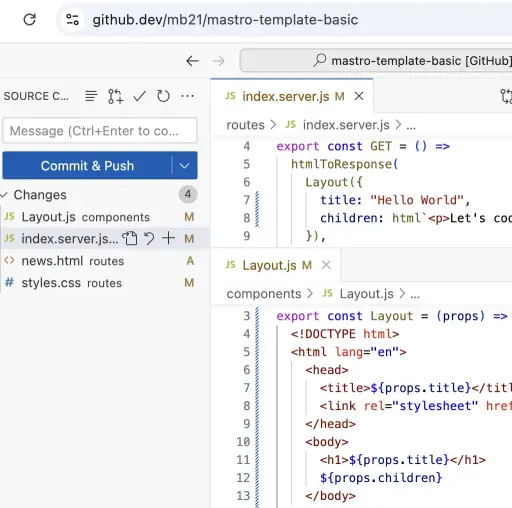 github.dev/mb21/mastro-template-basic
mastro-template-basic [GitHub]
SOURCE C...
Message (Ctrl+Enter to co...
Commit & Push
Changes
4
JS Layout.js components M
JS index.server.js... M
<> news.html routes A
# styles.css routes M
JS index.server.js M
routes > JS index.server.js > ...
4 export const GET = () =>
5 htmlToResponse(
6 Layout({
7 title: "Hello World",
8 children: html`<p>Let's coo
9 }),
JS Layout.js M
components > JS Layout.js > ...
3 export const Layout = (props) =>
4 <!DOCTYPE html>
5 <html lang="en">
6 <head>
7 <title>${props.title}</titl
8 <link rel="stylesheet" href
9 </head>
10 <body>
11 <h1>${props.title}</h1>
12 ${props.children}
13 </body>